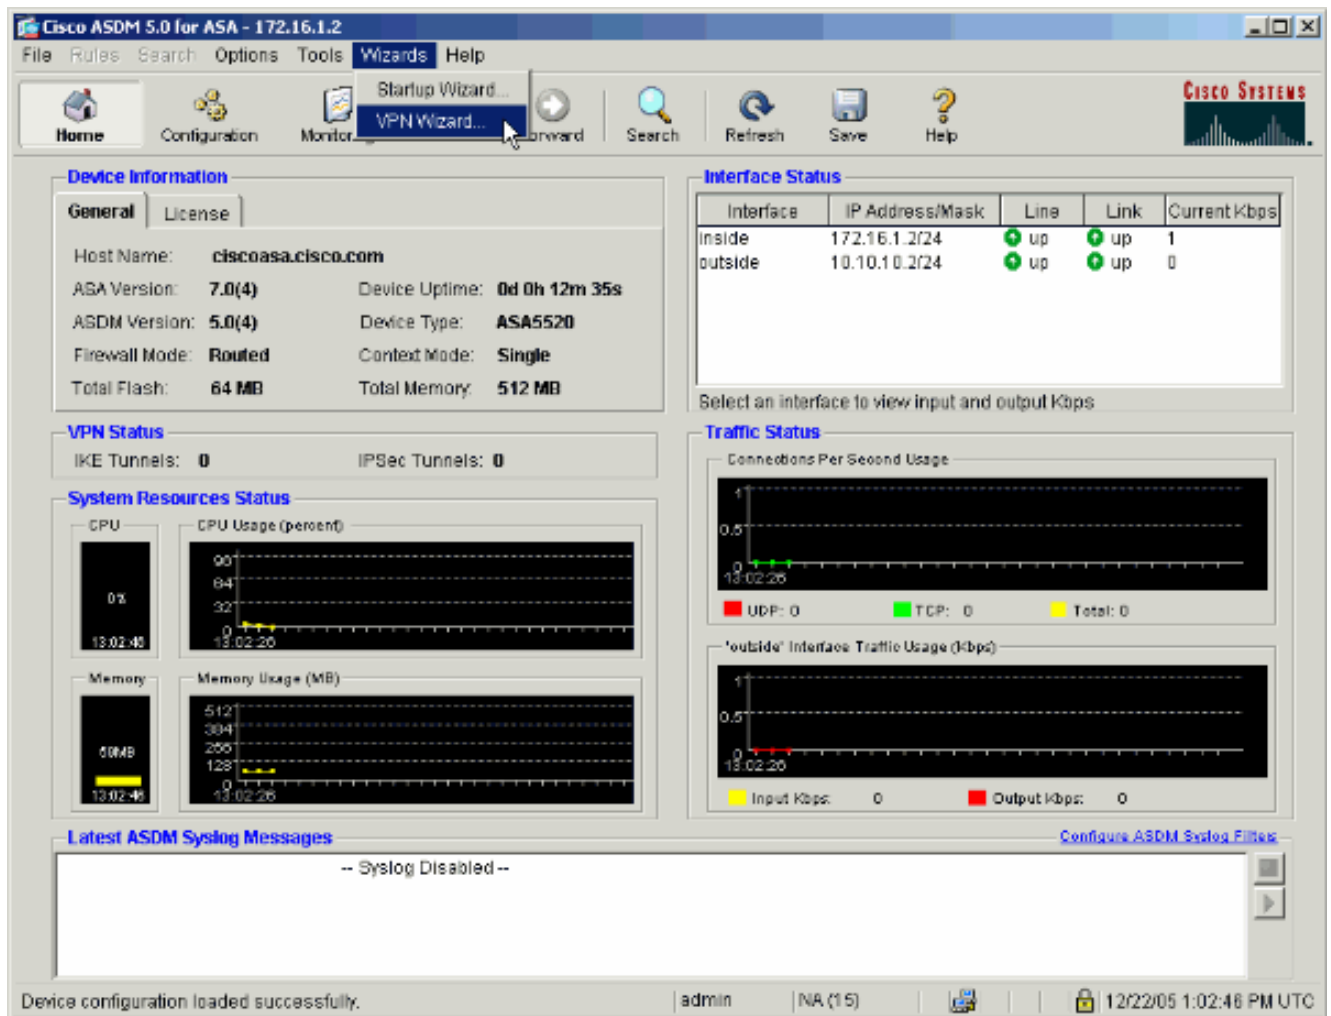 Cisco ASDM 5.0 for ASA - 172.16.1.2
File Rules Search Options Tools Wizards Help
Startup Wizard...
VPN Wizard...
Home Configuration Search Refresh Save Help
CISCO SYSTEMS
Device Information
General License
Host Name: ciscoasa.cisco.com
ASA Version: 7.0(4) Device Uptime: 0d 0h 12m 35s
ASDM Version: 5.0(4) Device Type: ASA5520
Firewall Mode: Routed Context Mode: Single
Total Flash: 64 MB Total Memory: 512 MB
Interface Status
Interface IP Address/Mask Line Link Current Kbps
inside 172.16.1.2/24 up up 1
outside 10.10.10.2/24 up up 0
Select an interface to view input and output Kbps
VPN Status
IKE Tunnels: 0 IPSec Tunnels: 0
System Resources Status
CPU
0%
13:02:46
CPU Usage (percent)
96
64
32
0
13:02:26
Memory
13:02:46
Memory Usage (MB)
512
384
256
128
0
13:02:26
Traffic Status
Connections Per Second Usage
1
0.5
0
13:02:26
UDP: 0 TCP: 0 Total: 0
'outside' Interface Traffic Usage (Kbps)
1
0.5
0
13:02:26
Input Kbps: 0 Output Kbps: 0
Latest ASDM Syslog Messages
Configure ASDM Syslog Filters
-- Syslog Disabled --
Device configuration loaded successfully. admin NA (15) 12/22/05 1:02:46 PM UTC